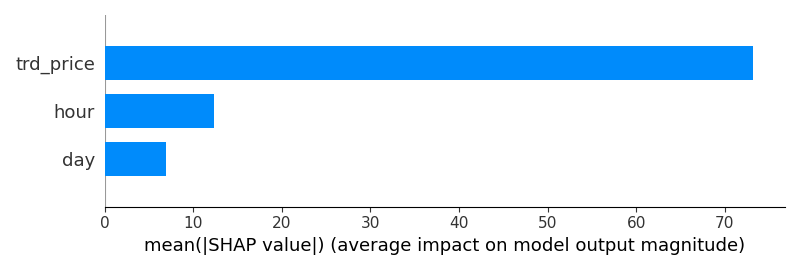 trd_price
hour
day
0 10 20 30 40 50 60 70
mean(|SHAP value|) (average impact on model output magnitude)